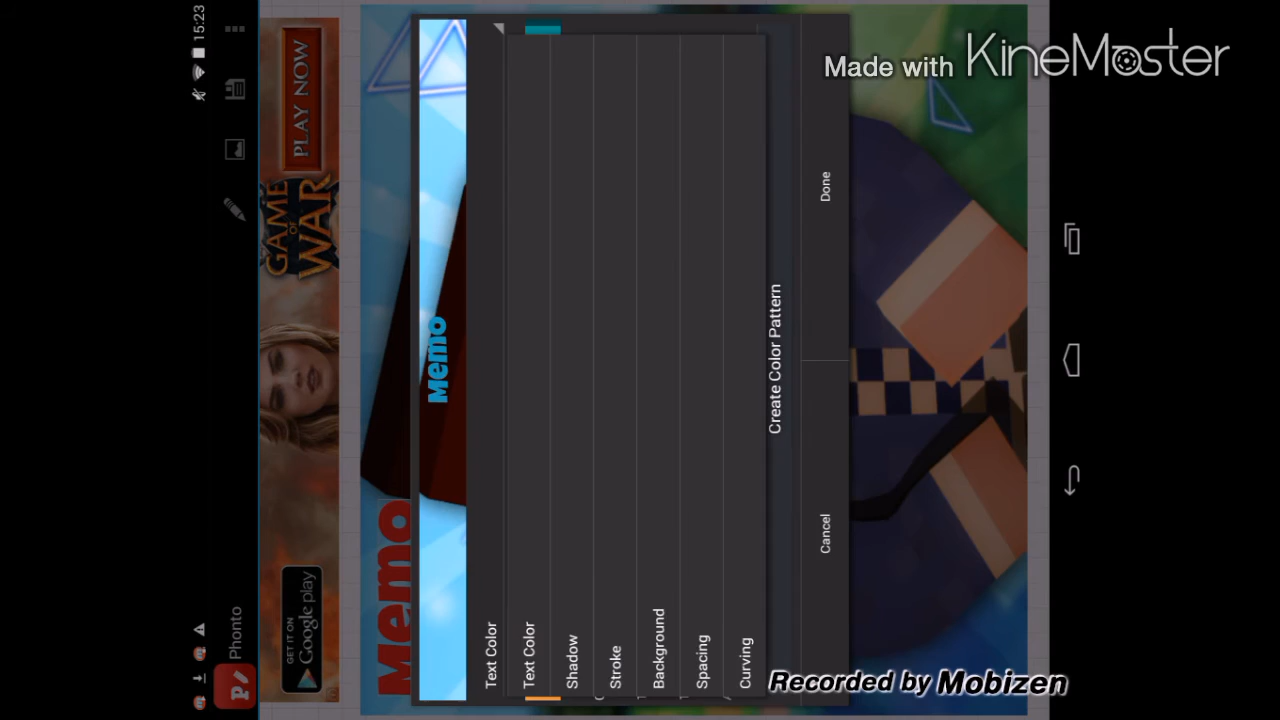 15:23
Phonto
GET IT ON
Google play
GAME
OF
WAR
PLAY NOW
Memo
Memo
Text Color
Text Color
Shadow
Stroke
Background
Spacing
Curving
Create Color Pattern
Cancel
Done
Made with KineMaster
Recorded by Mobizen